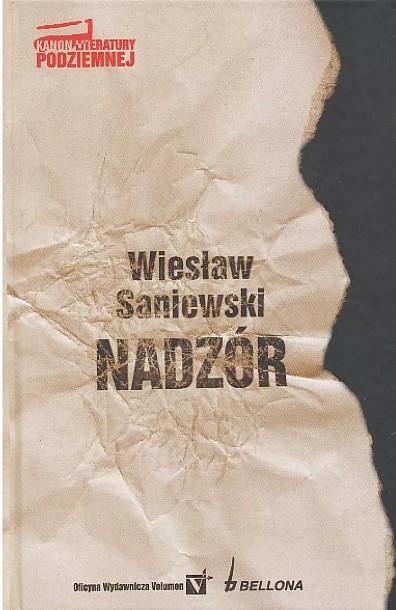 KANON LITERATURY
PODZIEMNEJ
Wiesław
Saniewski
NADZÓR
Oficyna Wydawnicza Volumen V BELLONA